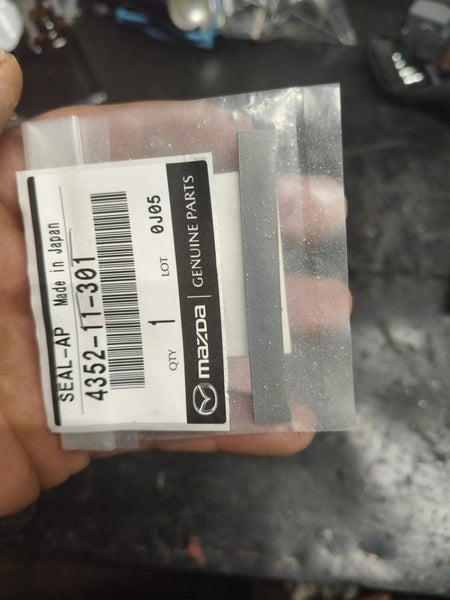 SEAL-AP Made in Japan
4352-11-301
QTY 1 LOT 0J05
mazda GENUINE PARTS